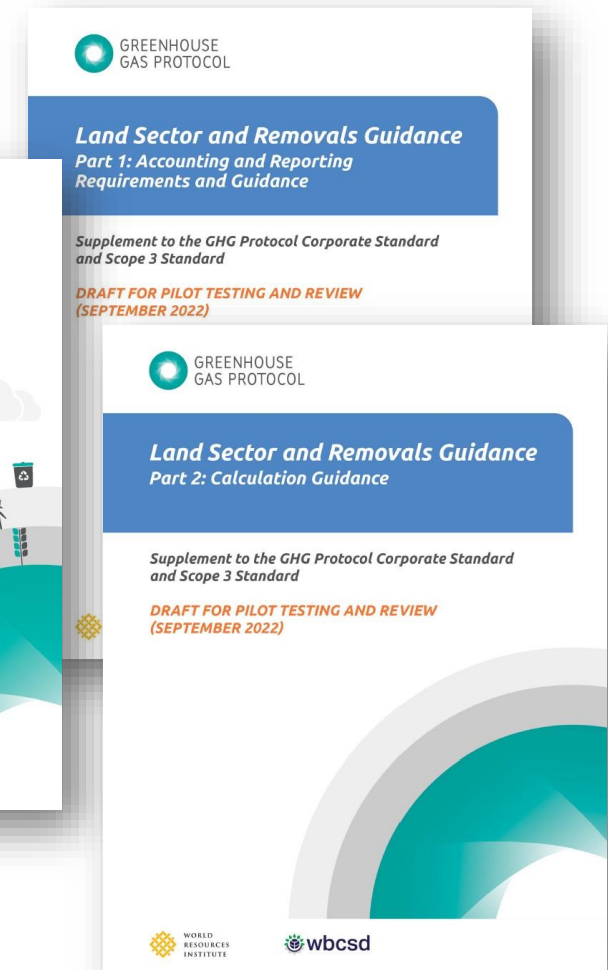 GREENHOUSE
GAS PROTOCOL
Land Sector and Removals Guidance
Part 1: Accounting and Reporting
Requirements and Guidance
Supplement to the GHG Protocol Corporate Standard
and Scope 3 Standard
DRAFT FOR PILOT TESTING AND REVIEW
(SEPTEMBER 2022)
GREENHOUSE
GAS PROTOCOL
Land Sector and Removals Guidance
Part 2: Calculation Guidance
Supplement to the GHG Protocol Corporate Standard
and Scope 3 Standard
DRAFT FOR PILOT TESTING AND REVIEW
(SEPTEMBER 2022)
WORLD
RESOURCES
INSTITUTE
wbcsd